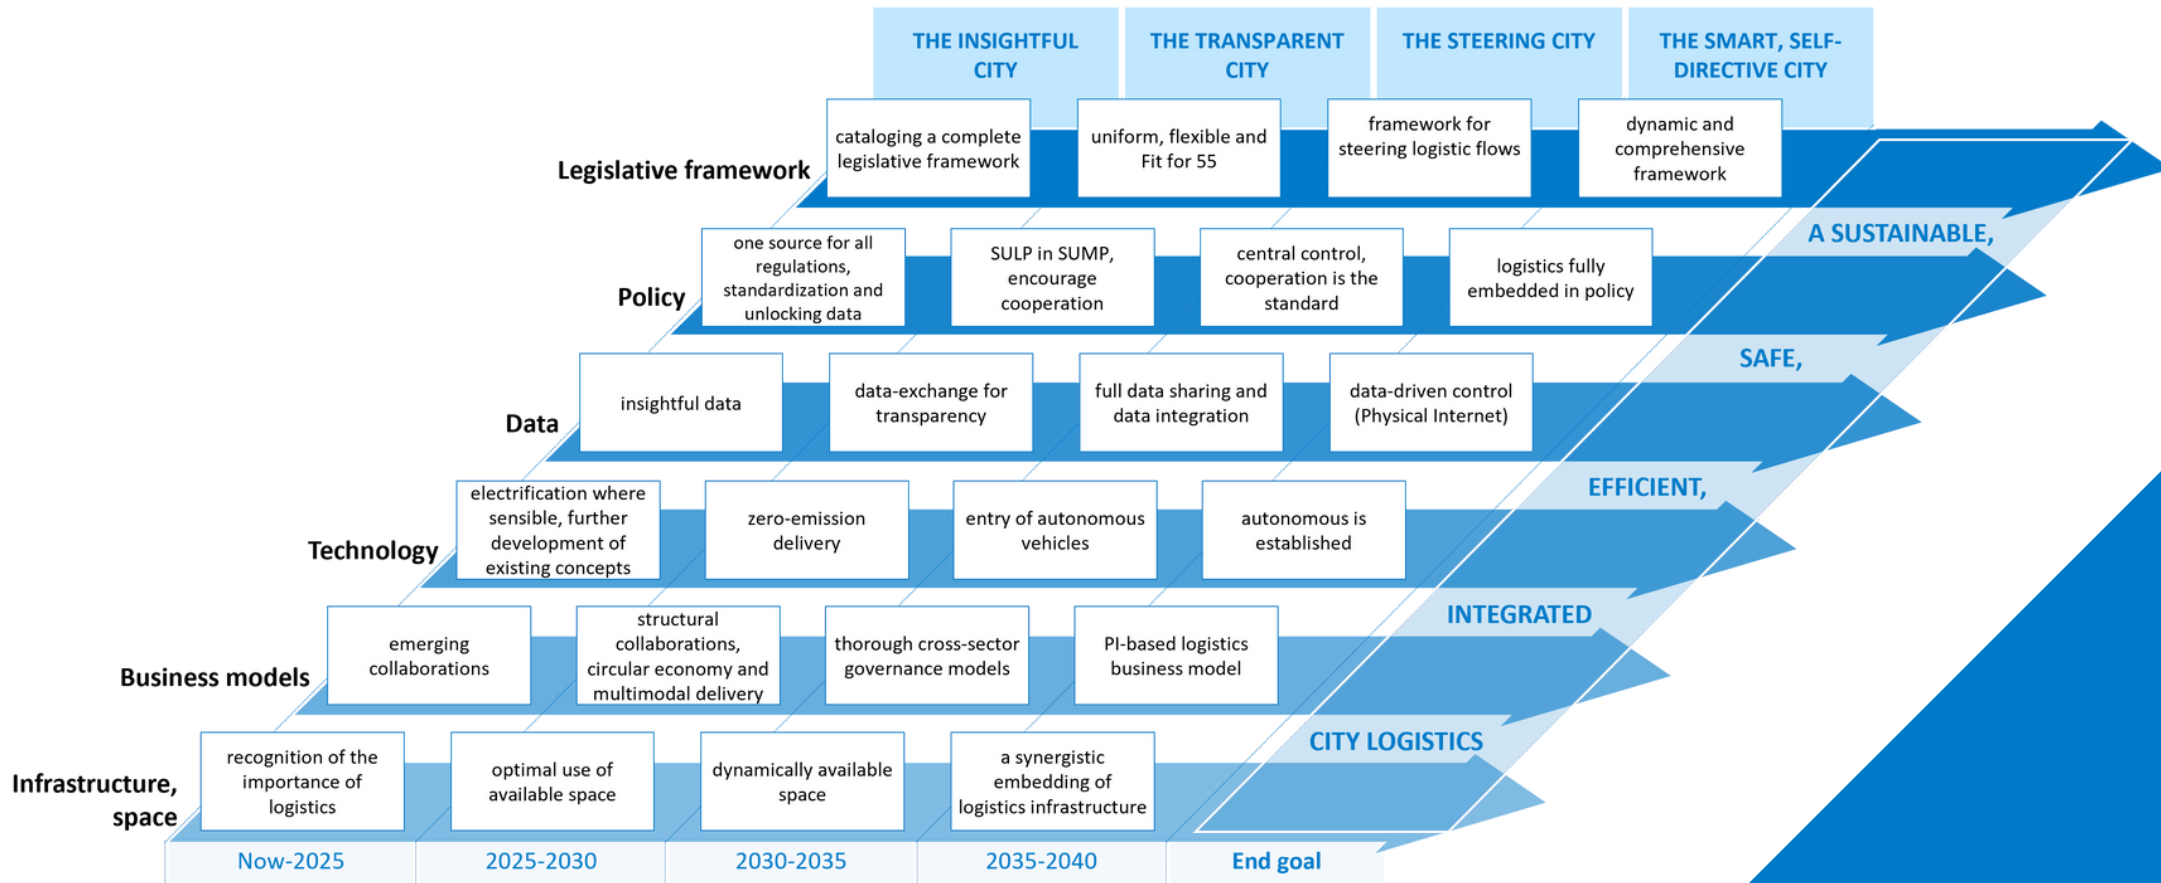 THE INSIGHTFUL
CITY
THE TRANSPARENT
CITY
THE STEERING CITY
THE SMART, SELF-
DIRECTIVE CITY
Legislative framework
cataloging a complete
legislative framework
uniform, flexible and
Fit for 55
framework for
steering logistic flows
dynamic and
comprehensive
framework
A SUSTAINABLE,
Policy
one source for all
regulations,
standardization and
unlocking data
SULP in SUMP,
encourage
cooperation
central control,
cooperation is the
standard
logistics fully
embedded in policy
SAFE,
Data
insightful data
data-exchange for
transparency
full data sharing and
data integration
data-driven control
(Physical Internet)
EFFICIENT,
Technology
electrification where
sensible, further
development of
existing concepts
zero-emission
delivery
entry of autonomous
vehicles
autonomous is
established
INTEGRATED
Business models
emerging
collaborations
structural
collaborations,
circular economy and
multimodal delivery
thorough cross-sector
governance models
PI-based logistics
business model
CITY LOGISTICS
Infrastructure,
space
recognition of the
importance of
logistics
optimal use of
available space
dynamically available
space
a synergistic
embedding of
logistics infrastructure
Now-2025
2025-2030
2030-2035
2035-2040
End goal